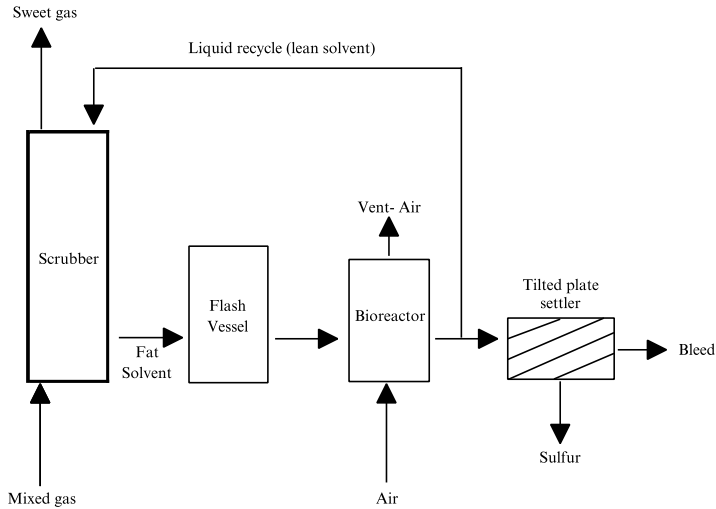 Sweet gas
Liquid recycle (lean solvent)
Vent- Air
Scrubber
Tilted plate
settler
Flash
Vessel
Bioreactor
Fat
Solvent
Bleed
Sulfur
Mixed gas
Air